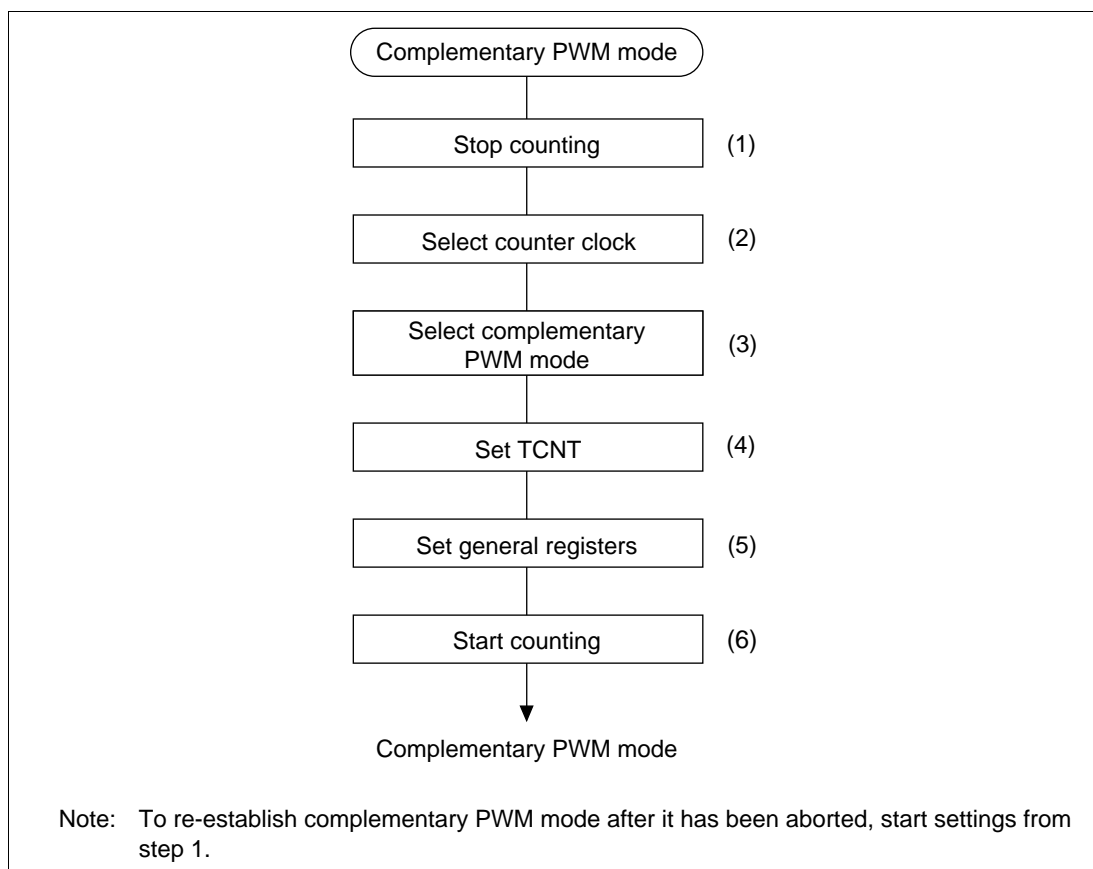 Complementary PWM mode
Stop counting (1)
Select counter clock (2)
Select complementary
PWM mode (3)
Set TCNT (4)
Set general registers (5)
Start counting (6)
Complementary PWM mode
Note: To re-establish complementary PWM mode after it has been aborted, start settings from
step 1.